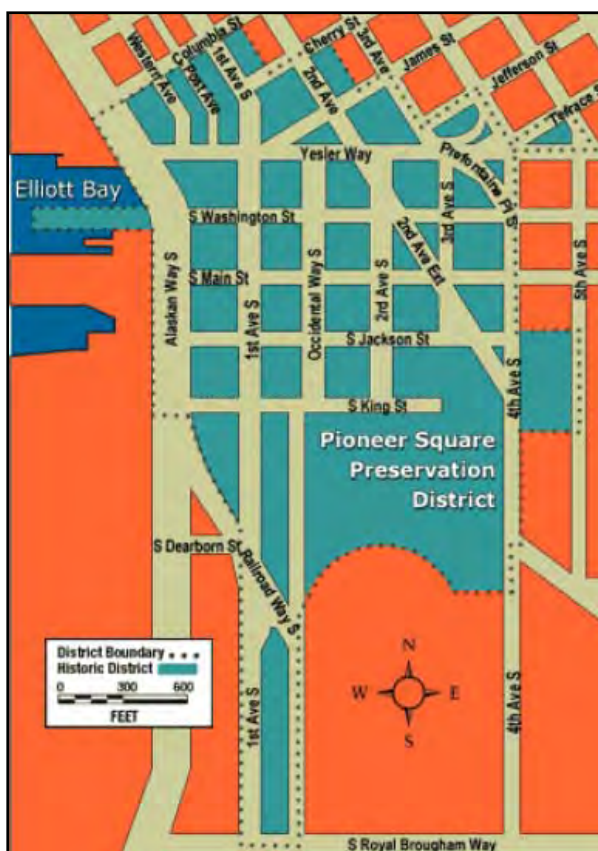 Western Ave
Columbia St
Post Ave
1st Ave S
Cherry St
3rd Ave
2nd Ave
James St
Jefferson St
Terrace St
Yesler Way
Prefontaine Pl S
Elliott Bay
S Washington St
3rd Ave S
2nd Ave Ext
S Main St
5th Ave S
Alaskan Way S
1st Ave S
Occidental Way S
2nd Ave S
S Jackson St
4th Ave S
S King St
Pioneer Square
Preservation
District
S Dearborn St
Railroad Way S
District Boundary
Historic District
0 300 600
FEET
N
W E
S
1st Ave S
4th Ave S
S Royal Brougham Way